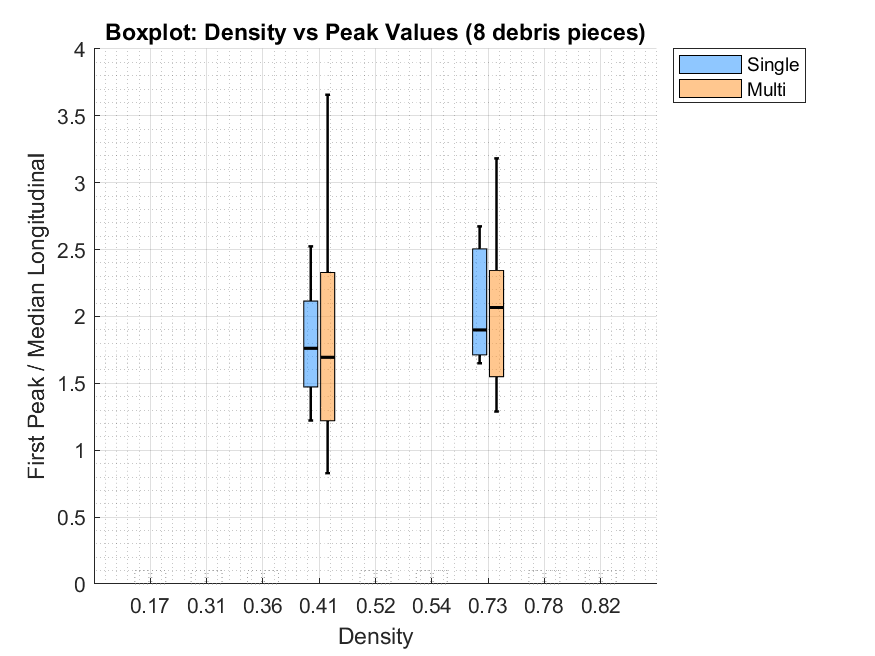 Boxplot: Density vs Peak Values (8 debris pieces)
Single
Multi
4
3.5
3
2.5
2
1.5
1
0.5
0
First Peak / Median Longitudinal
0.17 0.31 0.36 0.41 0.52 0.54 0.73 0.78 0.82
Density